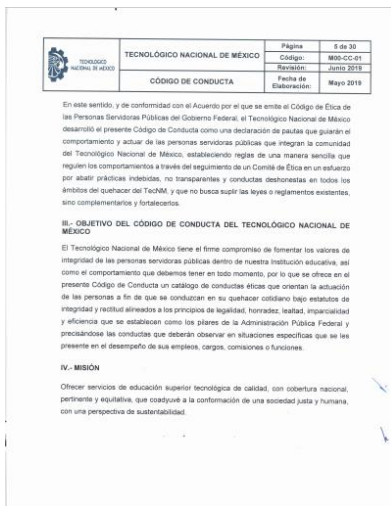 TECNOLÓGICO
NACIONAL DE MÉXICO
TECNOLÓGICO NACIONAL DE MÉXICO
CÓDIGO DE CONDUCTA
Página 5 de 30
Código: M00-CC-01
Revisión: Junio 2019
Fecha de Elaboración: Mayo 2019
En este sentido, y de conformidad con el Acuerdo por el que se emite el Código de Ética de
las Personas Servidoras Públicas del Gobierno Federal, el Tecnológico Nacional de México
desarrolló el presente Código de Conducta como una declaración de pautas que guiarán el
comportamiento y actuar de las personas servidoras públicas que integran la comunidad
del Tecnológico Nacional de México, estableciendo reglas de una manera sencilla que
regulen los comportamientos a través del seguimiento de un Comité de Ética en un esfuerzo
por abatir prácticas indebidas, no transparentes y conductas deshonestas en todos los
ámbitos del quehacer del TecNM, y que no busca suplir las leyes o reglamentos existentes,
sino complementarlos y fortalecerlos.
III.- OBJETIVO DEL CÓDIGO DE CONDUCTA DEL TECNOLÓGICO NACIONAL DE
MÉXICO
El Tecnológico Nacional de México tiene el firme compromiso de fomentar los valores de
integridad de las personas servidoras públicas dentro de nuestra Institución educativa, así
como el comportamiento que debemos tener en todo momento, por lo que se ofrece en el
presente Código de Conducta un catálogo de conductas éticas que orientan la actuación
de las personas a fin de que se conduzcan en su quehacer cotidiano bajo estatutos de
integridad y rectitud alineados a los principios de legalidad, honradez, lealtad, imparcialidad
y eficiencia que se establecen como los pilares de la Administración Pública Federal y
precisándose las conductas que deberán observar en situaciones específicas que se les
presente en el desempeño de sus empleos, cargos, comisiones o funciones.
IV.- MISIÓN
Ofrecer servicios de educación superior tecnológica de calidad, con cobertura nacional,
pertinente y equitativa, que coadyuvé a la conformación de una sociedad justa y humana,
con una perspectiva de sustentabilidad.